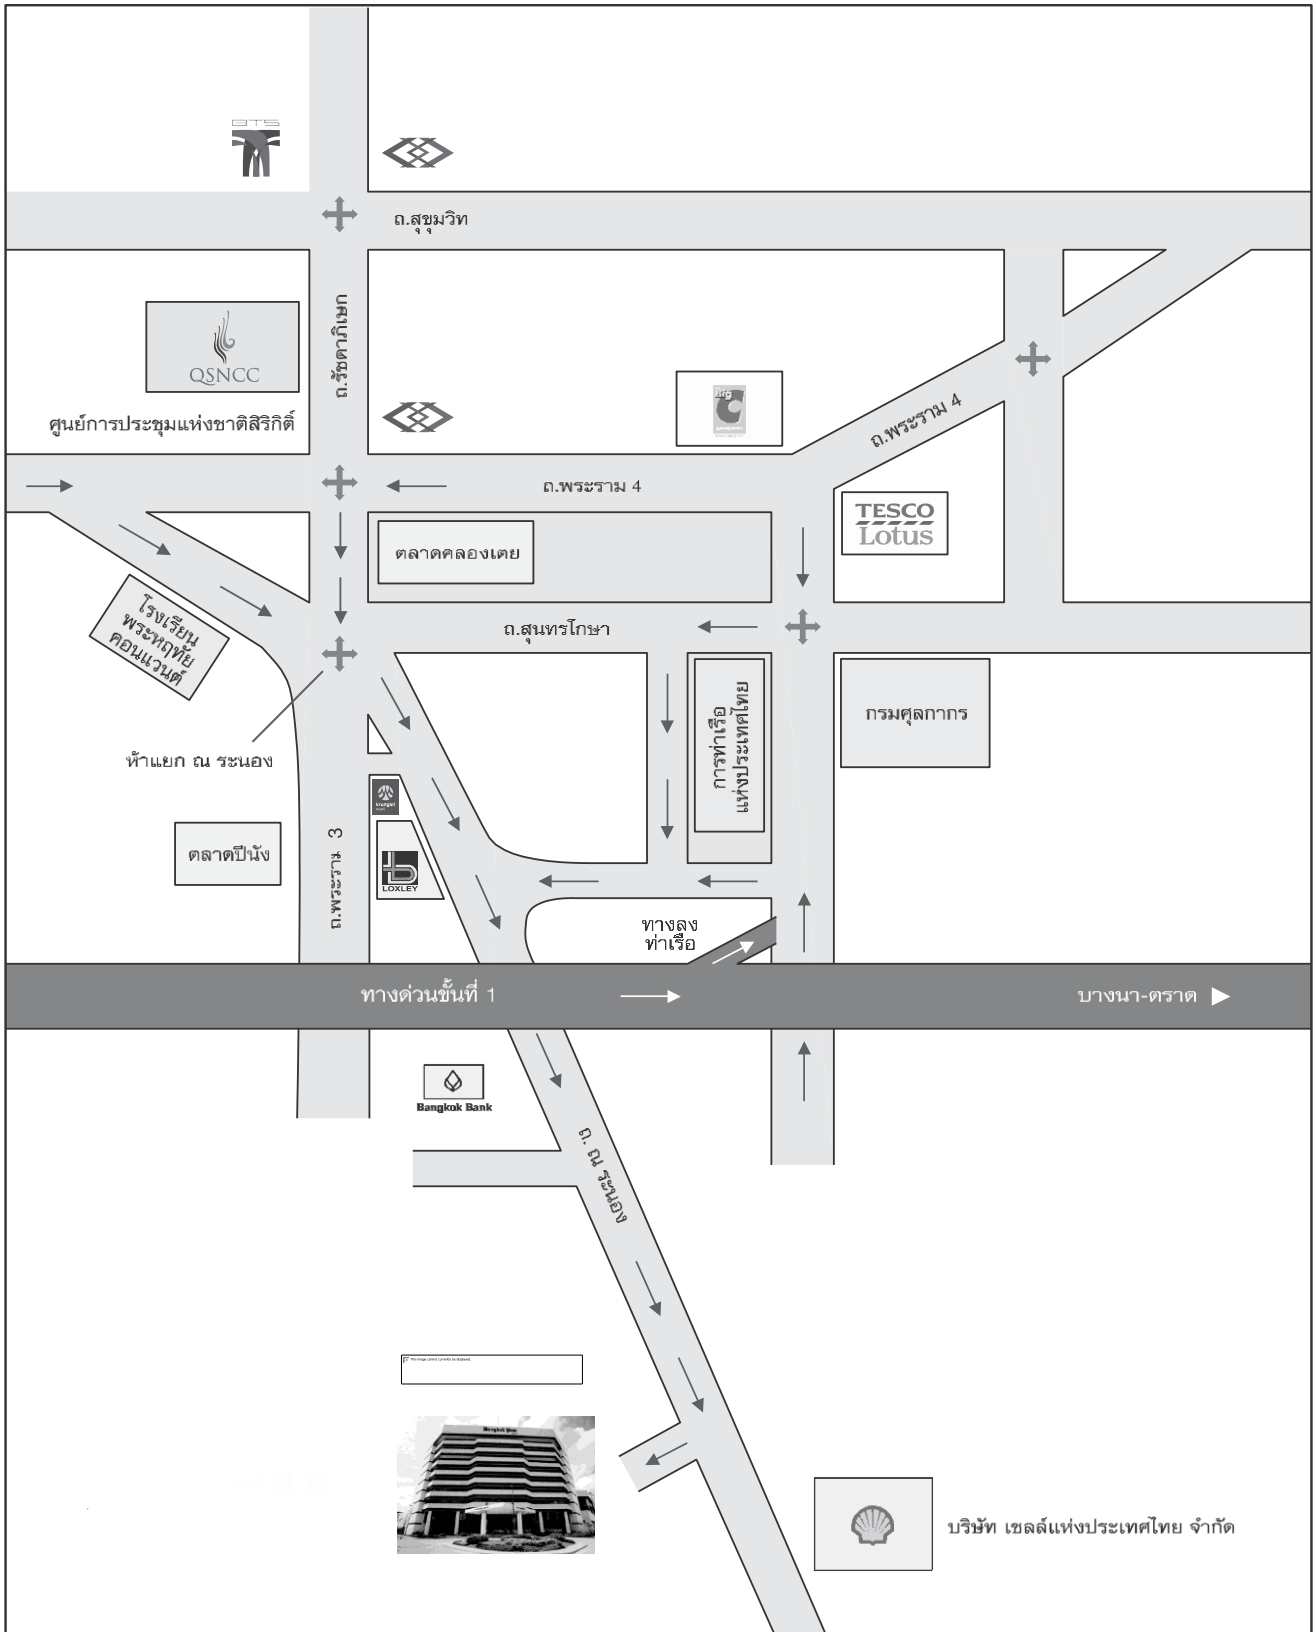 BTS
ถ.สุขุมวิท
ถ.รัชดาภิเษก
QSNCC
ศูนย์การประชุมแห่งชาติสิริกิติ์
Big
C
ถ.พระราม 4
ถ.พระราม 4
TESCO
Lotus
ตลาดคลองเตย
โรงเรียน
พระหฤทัย
คอนแวนต์
ถ.สุนทรโกษา
การท่าเรือ
แห่งประเทศไทย
กรมศุลกากร
ห้าแยก ณ ระนอง
krungsri
ตลาดปีนัง
ถ.พระราม 3
LOXLEY
ทางลง
ท่าเรือ
ทางด่วนขั้นที่ 1
บางนา-ตราด
Bangkok Bank
ถ. ณ ระนอง
This image cannot currently be displayed.
Bangkok Post
บริษัท เชลล์แห่งประเทศไทย จำกัด